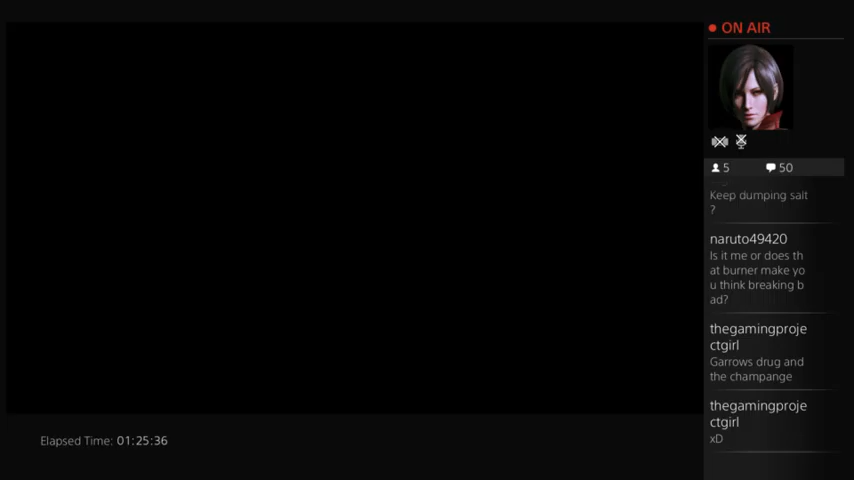 ON AIR
5 50
Keep dumping salt
?
naruto49420
Is it me or does th
at burner make yo
u think breaking b
ad?
thegamingproje
ctgirl
Garrows drug and
the champange
thegamingproje
ctgirl
xD
Elapsed Time: 01:25:36